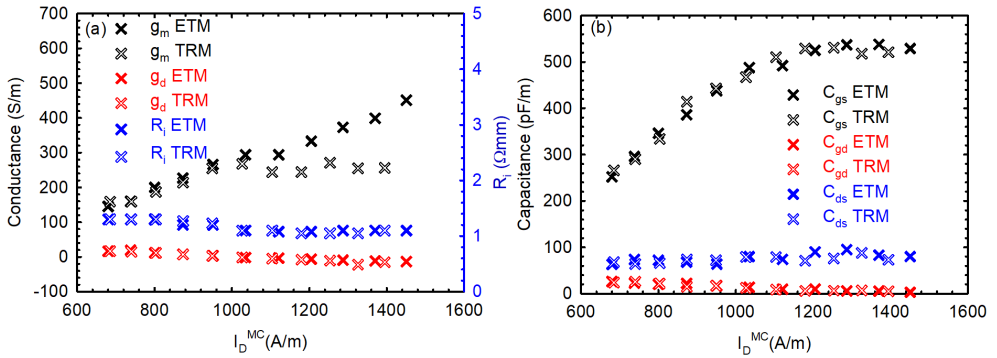 (a)
g_m ETM
g_m TRM
g_d ETM
g_d TRM
R_i ETM
R_i TRM
Conductance (S/m)
700
600
500
400
300
200
100
0
-100
5
4
3
2
1
0
R_i (Ωmm)
600 800 1000 1200 1400 1600
I_D^MC(A/m)
(b)
C_gs ETM
C_gs TRM
C_gd ETM
C_gd TRM
C_ds ETM
C_ds TRM
Capacitance (pF/m)
600
500
400
300
200
100
0
600 800 1000 1200 1400 1600
I_D^MC(A/m)